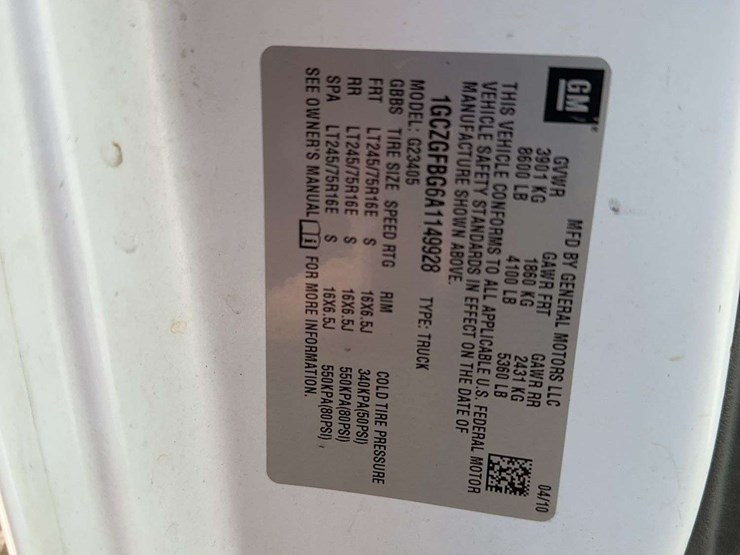 GM
MFD BY GENERAL MOTORS LLC 04/10
GVWR GAWR FRT GAWR RR
3901 KG 1860 KG 2431 KG
8600 LB 4100 LB 5360 LB
THIS VEHICLE CONFORMS TO ALL APPLICABLE U.S. FEDERAL MOTOR
VEHICLE SAFETY STANDARDS IN EFFECT ON THE DATE OF
MANUFACTURE SHOWN ABOVE.
1GCZGFBG6A1149928 TYPE: TRUCK
MODEL: G23405
GBBS TIRE SIZE SPEED RTG RIM COLD TIRE PRESSURE
FRT LT245/75R16E S 16X6.5J 340KPA(50PSI)
RR LT245/75R16E S 16X6.5J 550KPA(80PSI)
SPA LT245/75R16E S 16X6.5J 550KPA(80PSI)
SEE OWNER'S MANUAL FOR MORE INFORMATION.